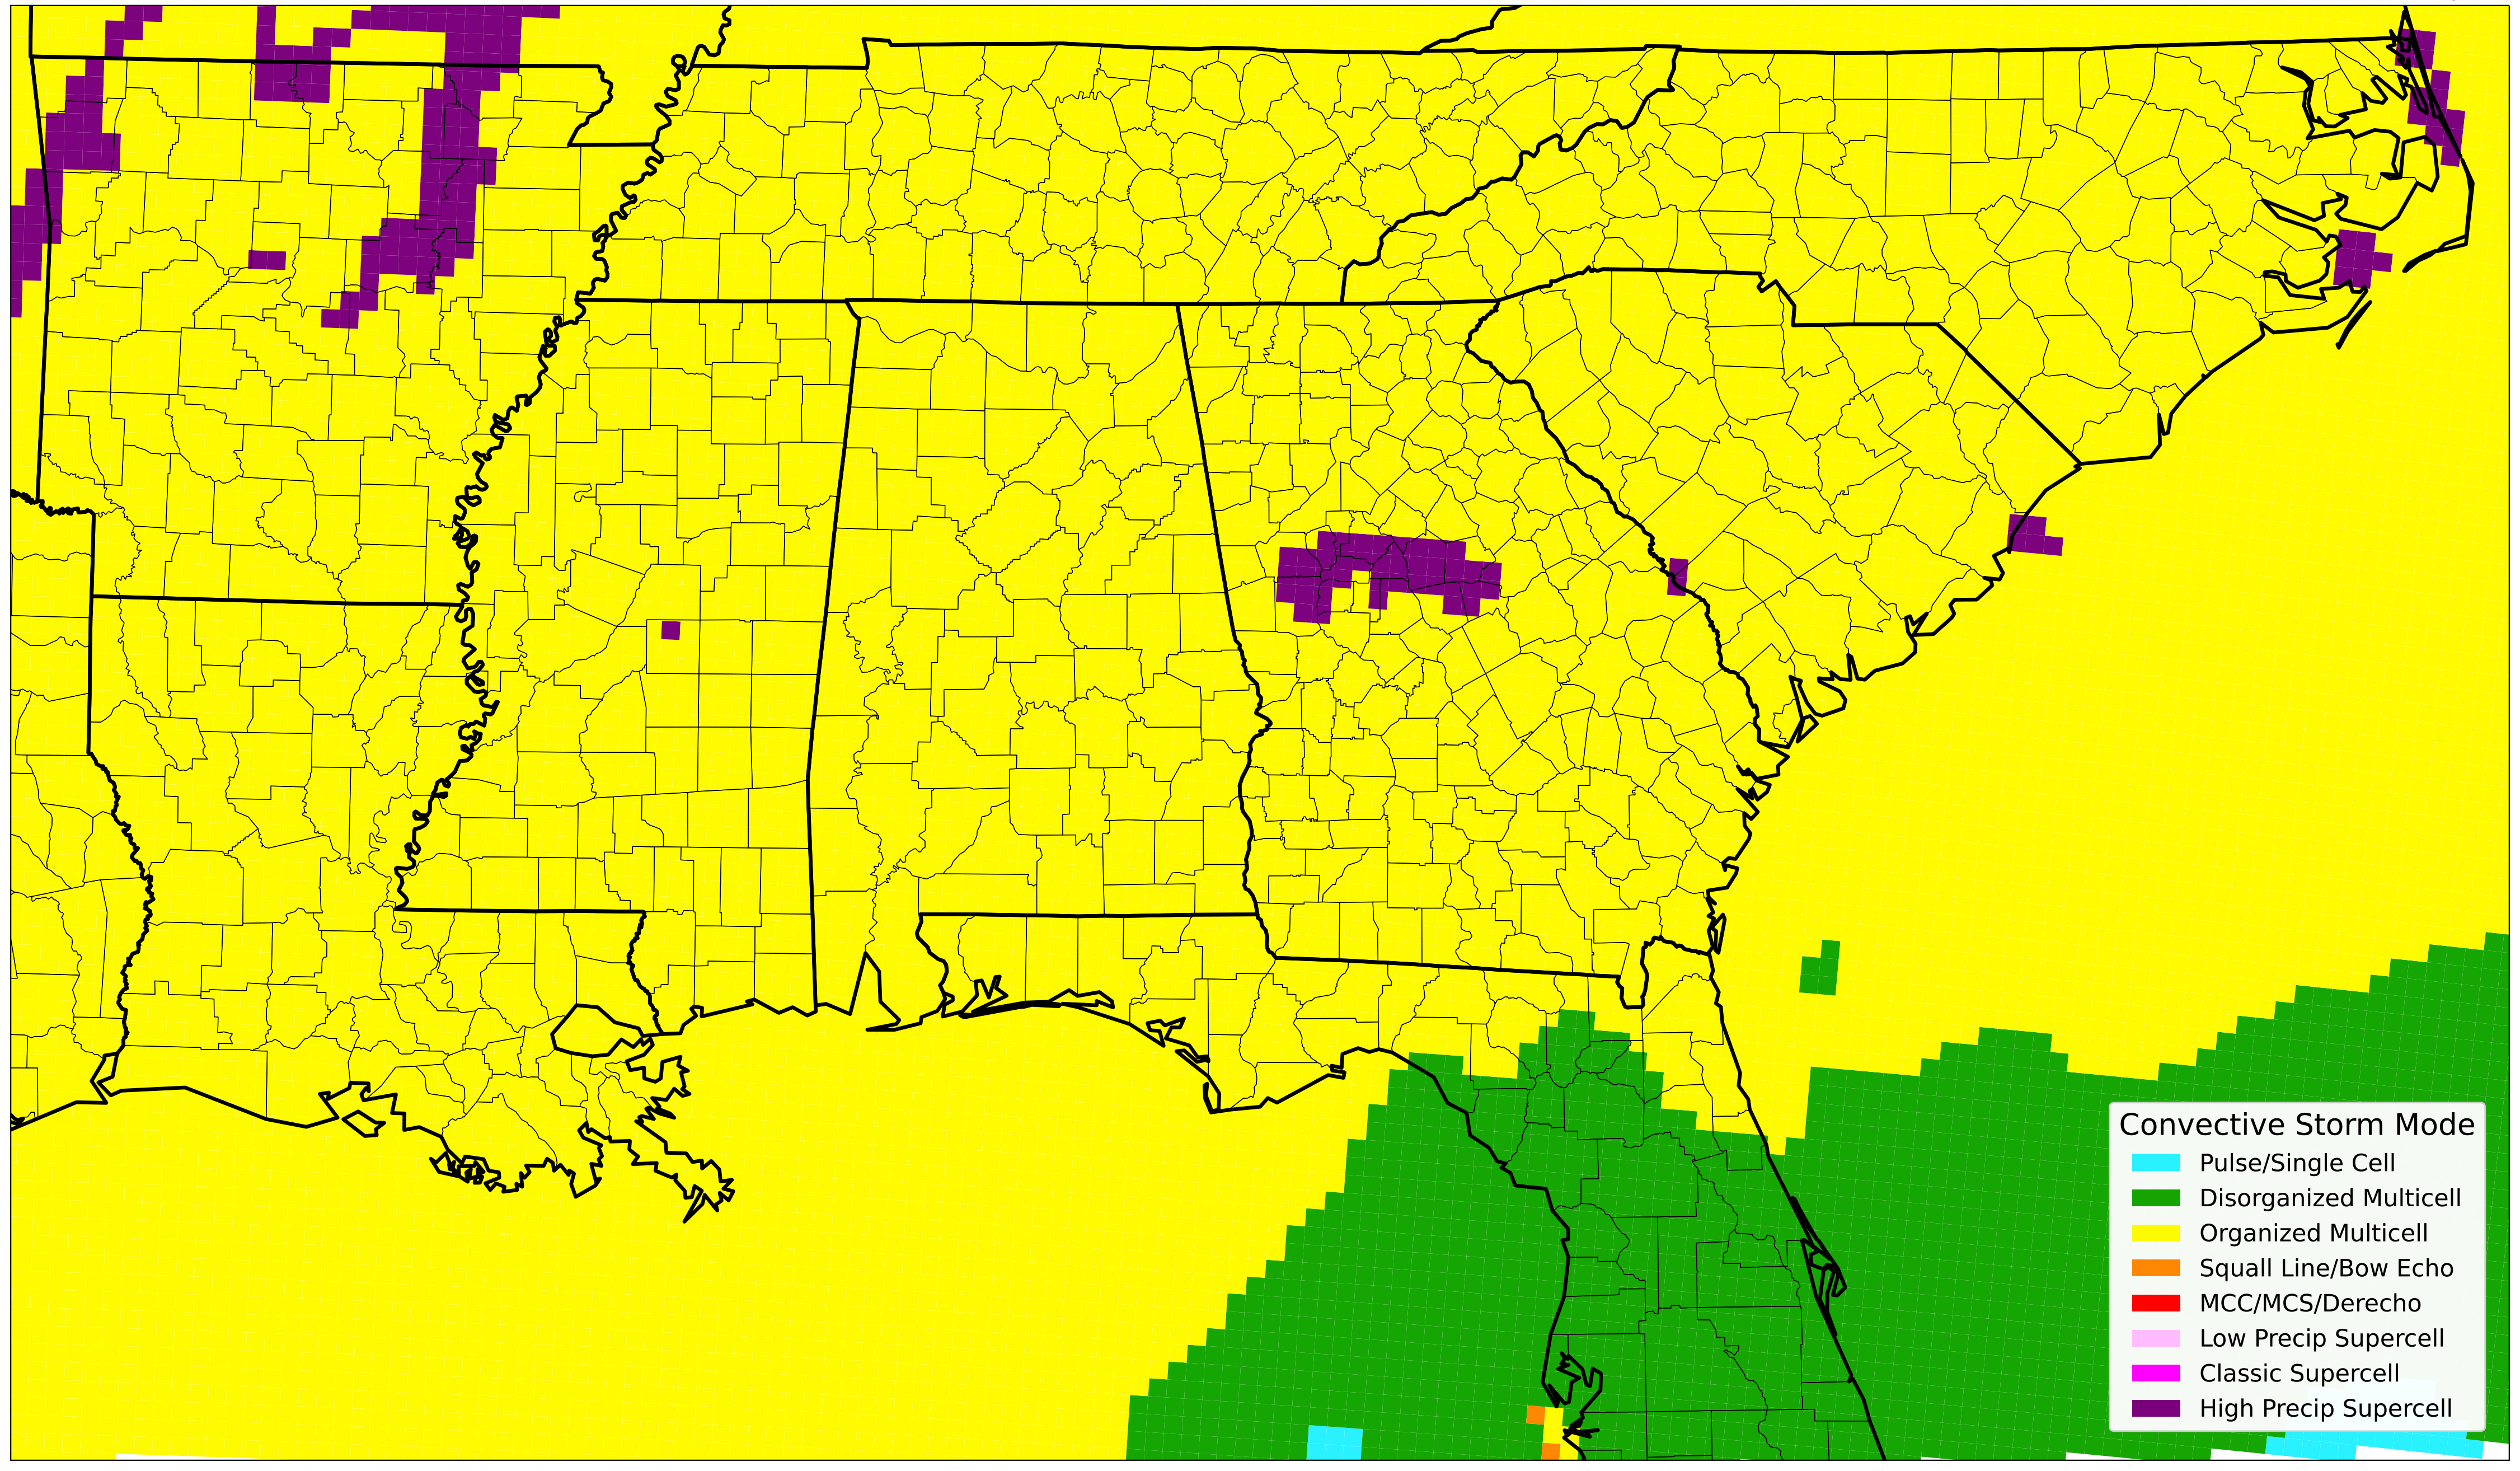 Convective Storm Mode
Pulse/Single Cell
Disorganized Multicell
Organized Multicell
Squall Line/Bow Echo
MCC/MCS/Derecho
Low Precip Supercell
Classic Supercell
High Precip Supercell